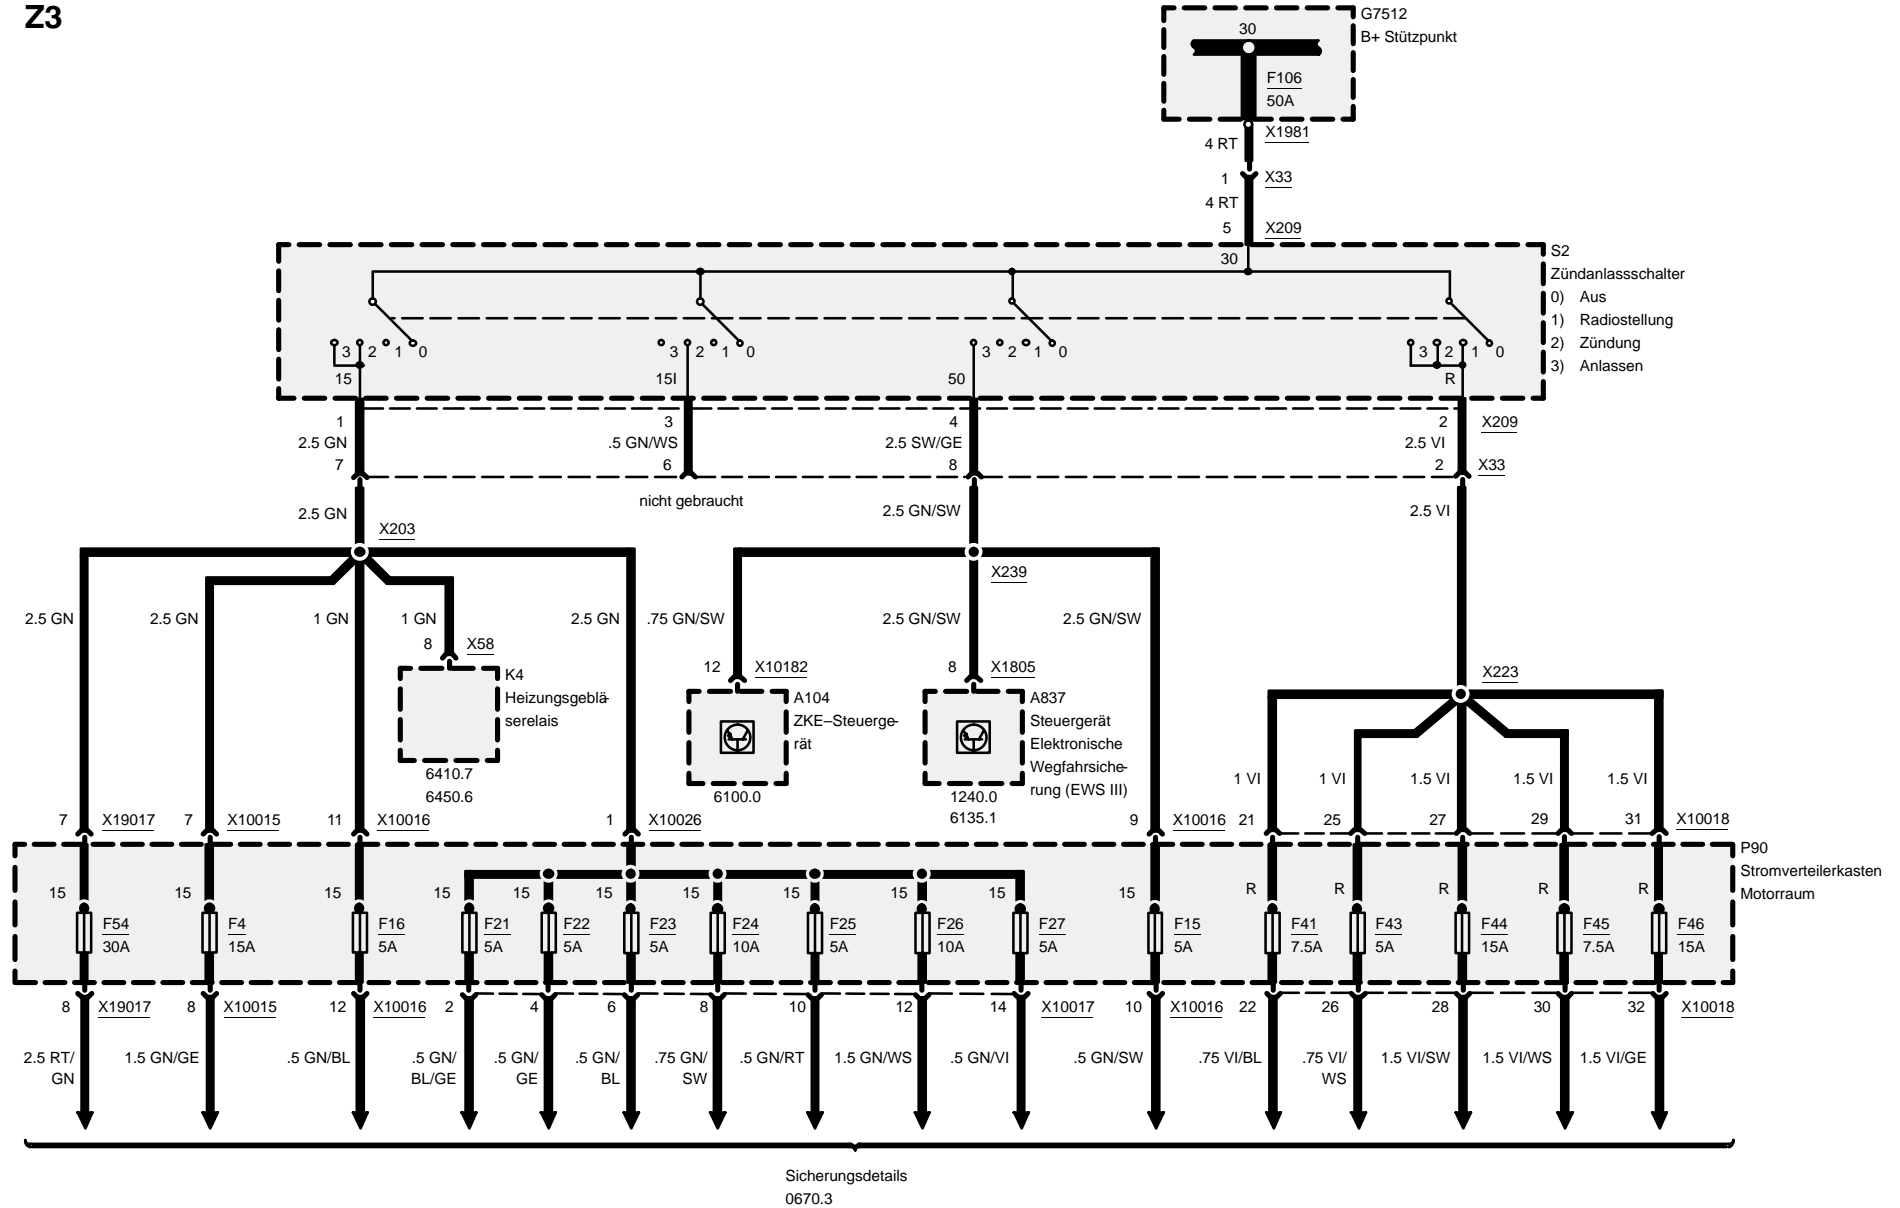 Z3
G7512
B+ Stützpunkt
30
F106
50A
X1981
4 RT
1 X33
4 RT
5 X209
30
S2
Zündanlassschalter
0) Aus
1) Radiostellung
2) Zündung
3) Anlassen
3 2 1 0 3 2 1 0 3 2 1 0 3 2 1 0
15 15I 50 R
1 3 4 2 X209
2.5 GN .5 GN/WS 2.5 SW/GE 2.5 VI
7 6 8 2 X33
nicht gebraucht
2.5 GN 2.5 GN/SW 2.5 VI
X203
X239
2.5 GN 2.5 GN 1 GN 1 GN 2.5 GN .75 GN/SW 2.5 GN/SW 2.5 GN/SW
8 X58
12 X10182 8 X1805 X223
K4
Heizungsgeblä-
serelais
6410.7
6450.6
A104
ZKE–Steuerge-
rät
6100.0
A837
Steuergerät
Elektronische
Wegfahrsiche-
rung (EWS III)
1240.0
6135.1
1 VI 1 VI 1.5 VI 1.5 VI 1.5 VI
7 X19017 7 X10015 11 X10016 1 X10026 9 X10016 21 25 27 29 31 X10018
P90
Stromverteilerkasten
Motorraum
15 15 15 15 15 15 15 15 15 15 15 R R R R R
F54 F4 F16 F21 F22 F23 F24 F25 F26 F27 F15 F41 F43 F44 F45 F46
30A 15A 5A 5A 5A 5A 10A 5A 10A 5A 5A 7.5A 5A 15A 7.5A 15A
8 X19017 8 X10015 12 X10016 2 4 6 8 10 12 14 X10017 10 X10016 22 26 28 30 32 X10018
2.5 RT/ 1.5 GN/GE .5 GN/BL .5 GN/ .5 GN/ .5 GN/ .75 GN/ .5 GN/RT 1.5 GN/WS .5 GN/VI .5 GN/SW .75 VI/BL .75 VI/ 1.5 VI/SW 1.5 VI/WS 1.5 VI/GE
GN BL/GE GE BL SW WS
Sicherungsdetails
0670.3